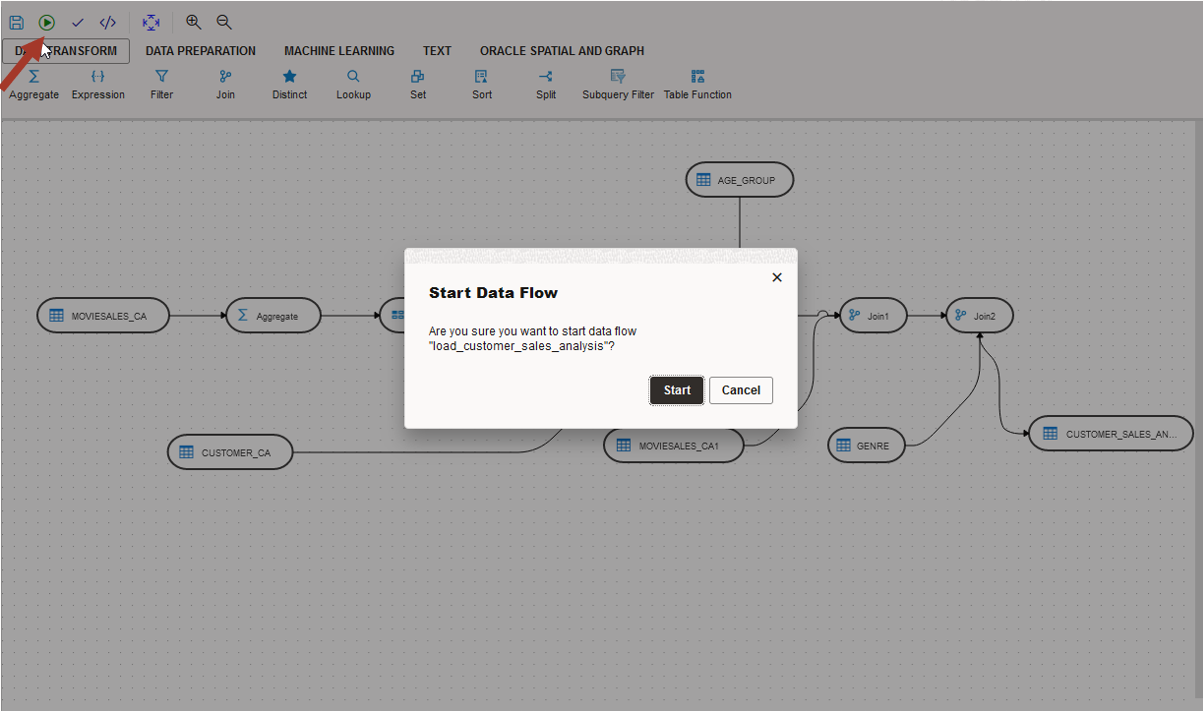 DATA TRANSFORM DATA PREPARATION MACHINE LEARNING TEXT ORACLE SPATIAL AND GRAPH
Aggregate Expression Filter Join Distinct Lookup Set Sort Split Subquery Filter Table Function
AGE_GROUP
Start Data Flow
Are you sure you want to start data flow
"load_customer_sales_analysis"?
Start Cancel
MOVIESALES_CA Aggregate Join1 Join2
CUSTOMER_CA MOVIESALES_CA1 GENRE CUSTOMER_SALES_AN...